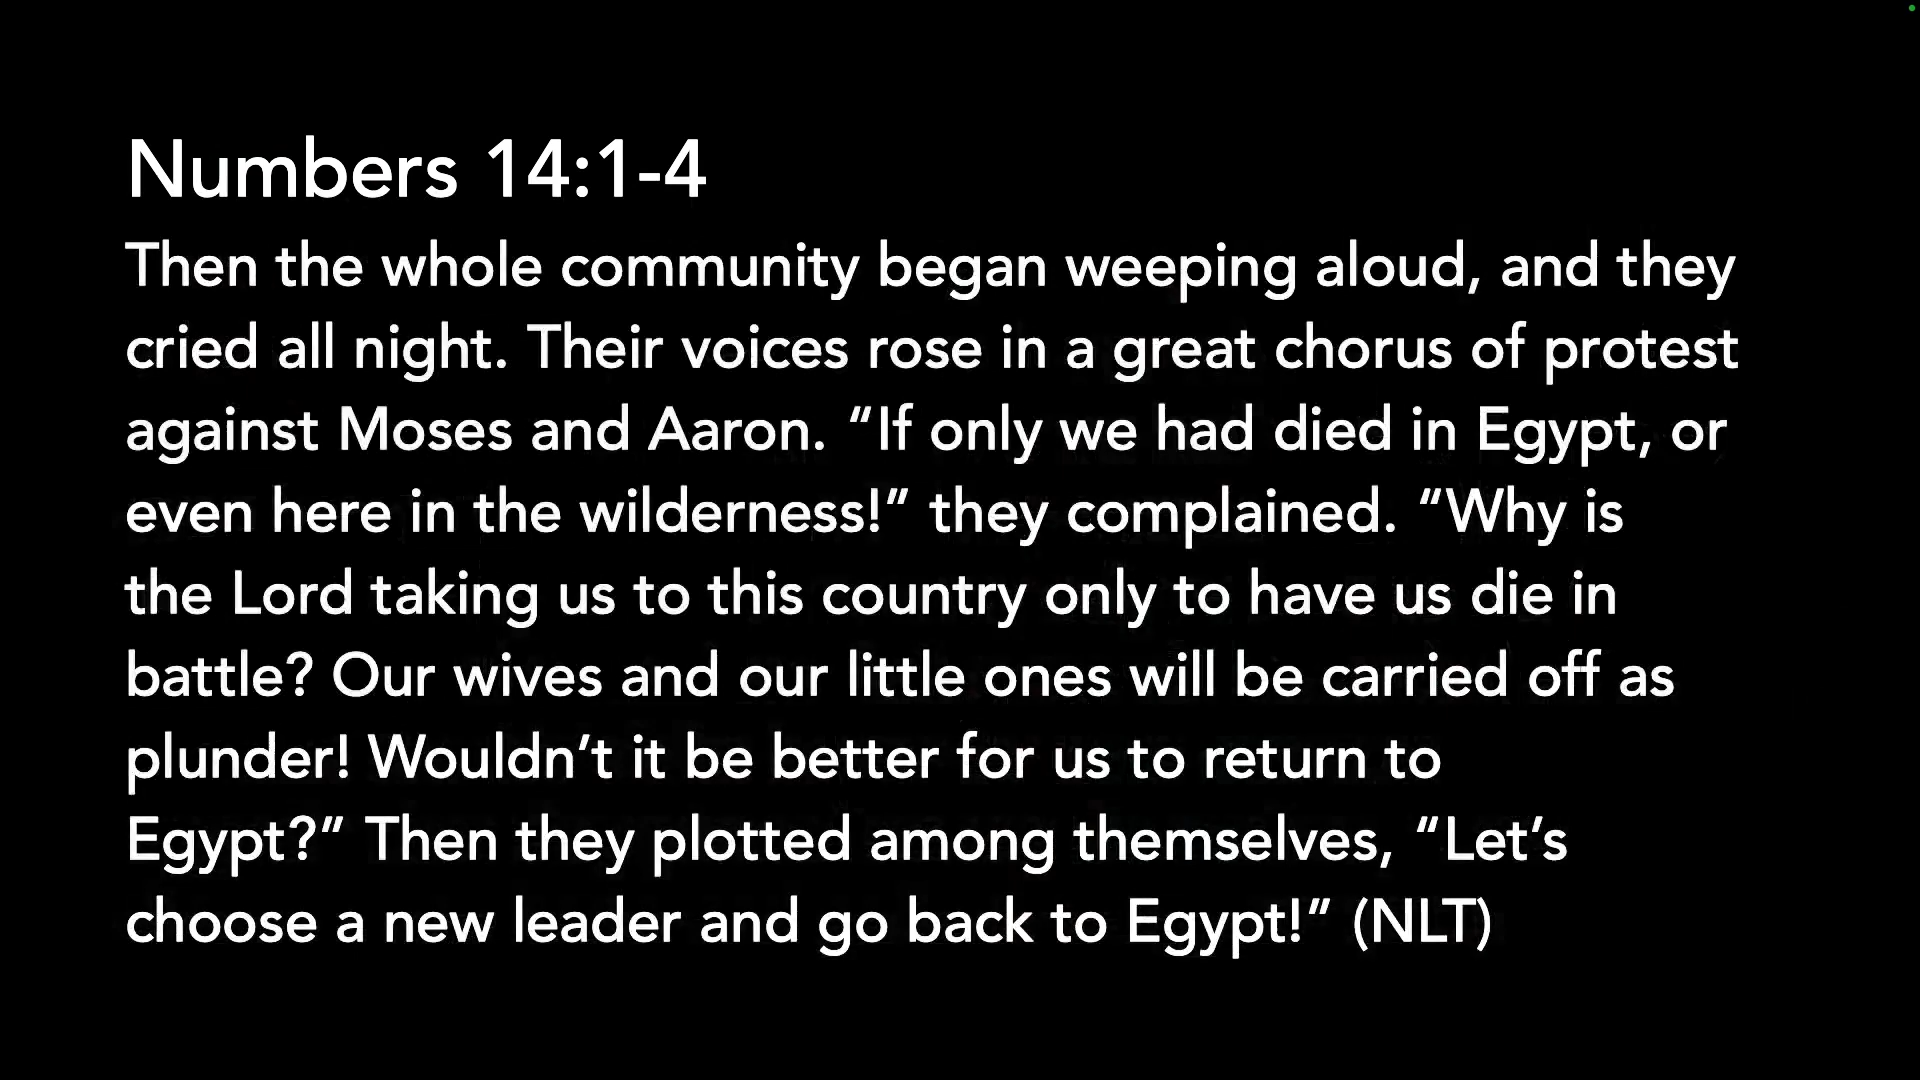 Numbers 14:1-4
Then the whole community began weeping aloud, and they
cried all night. Their voices rose in a great chorus of protest
against Moses and Aaron. “If only we had died in Egypt, or
even here in the wilderness!” they complained. “Why is
the Lord taking us to this country only to have us die in
battle? Our wives and our little ones will be carried off as
plunder! Wouldn’t it be better for us to return to
Egypt?” Then they plotted among themselves, “Let’s
choose a new leader and go back to Egypt!” (NLT)